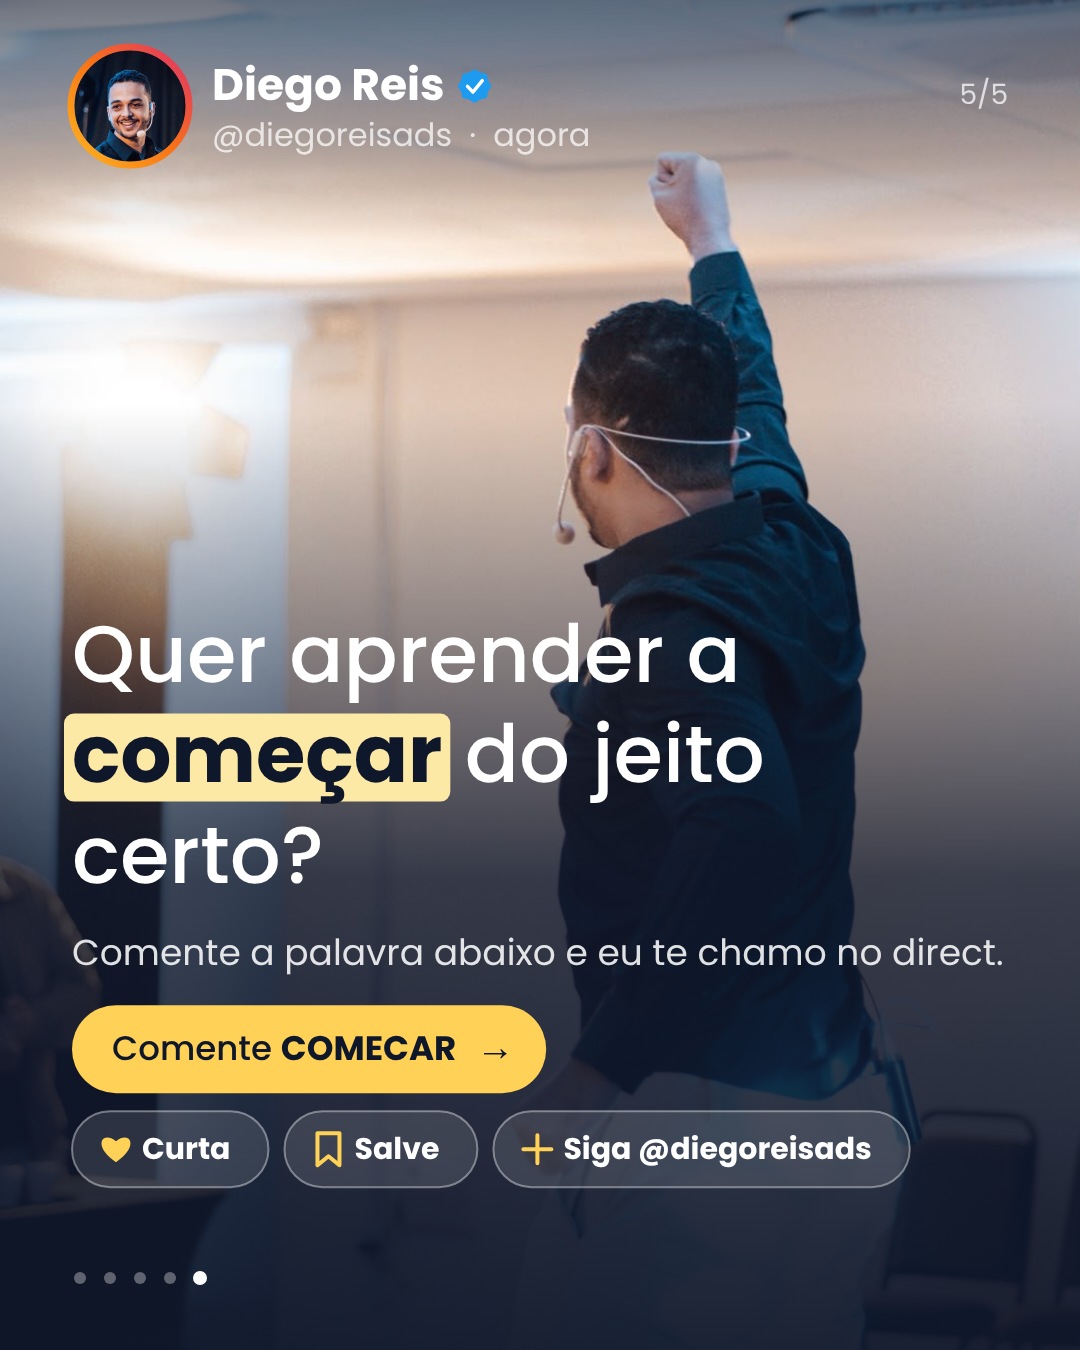 Diego Reis
@diegoreisads · agora
5/5
Quer aprender a
começar do jeito
certo?
Comente a palavra abaixo e eu te chamo no direct.
Comente COMECAR →
Curta
Salve
Siga @diegoreisads